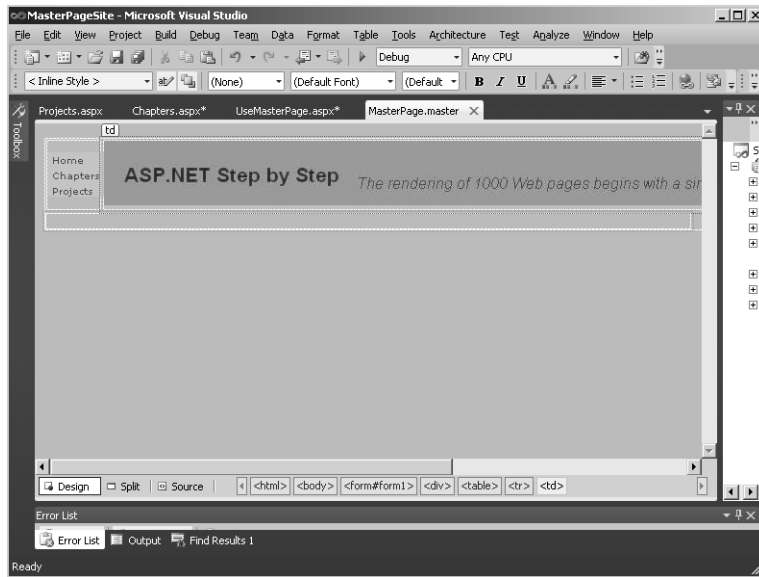 MasterPageSite - Microsoft Visual Studio
File Edit View Project Build Debug Team Data Format Table Tools Architecture Test Analyze Window Help
Debug Any CPU
< Inline Style > (None) (Default Font) (Default B I U A
Toolbox
Projects.aspx Chapters.aspx* UseMasterPage.aspx* MasterPage.master
td
Home
Chapters
Projects
ASP.NET Step by Step The rendering of 1000 Web pages begins with a sin
S
Design Split Source <html> <body> <form#form1> <div> <table> <tr> <td>
Error List
Error List Output Find Results 1
Ready